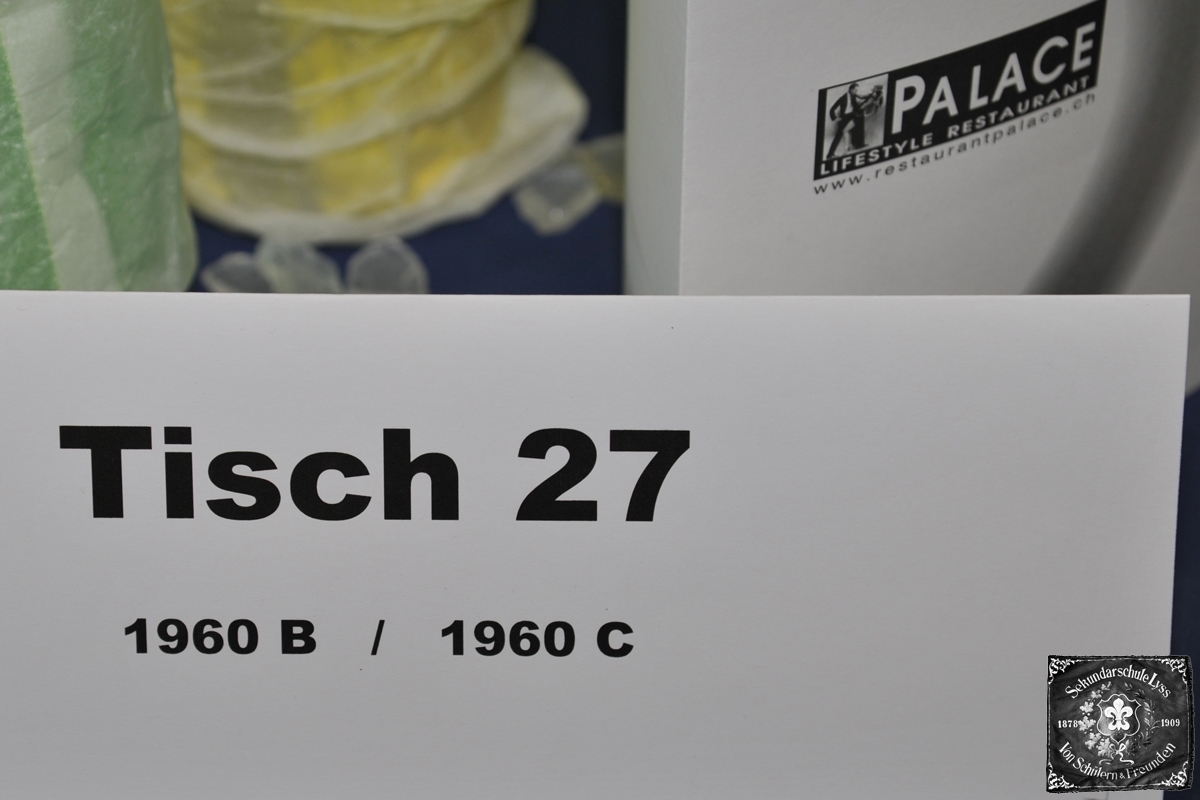 PALACE
LIFESTYLE RESTAURANT
www.restaurantpalace.ch
Tisch 27
1960 B / 1960 C
Sekundarschule Lyss
1878 1909
Von Schülern & Freunden